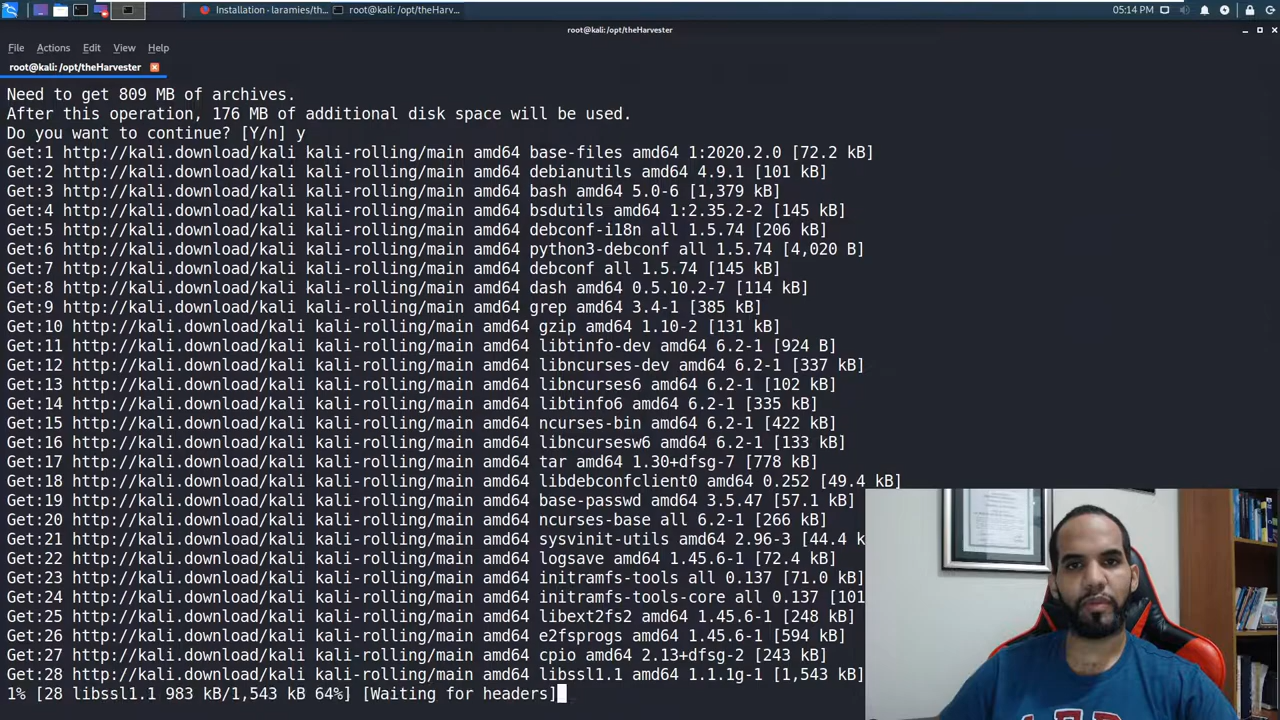 Installation · laramies/th...
root@kali: /opt/theHarv...
05:14 PM
root@kali: /opt/theHarvester
File Actions Edit View Help
root@kali: /opt/theHarvester
Need to get 809 MB of archives.
After this operation, 176 MB of additional disk space will be used.
Do you want to continue? [Y/n] y
Get:1 http://kali.download/kali kali-rolling/main amd64 base-files amd64 1:2020.2.0 [72.2 kB]
Get:2 http://kali.download/kali kali-rolling/main amd64 debianutils amd64 4.9.1 [101 kB]
Get:3 http://kali.download/kali kali-rolling/main amd64 bash amd64 5.0-6 [1,379 kB]
Get:4 http://kali.download/kali kali-rolling/main amd64 bsdutils amd64 1:2.35.2-2 [145 kB]
Get:5 http://kali.download/kali kali-rolling/main amd64 debconf-i18n all 1.5.74 [206 kB]
Get:6 http://kali.download/kali kali-rolling/main amd64 python3-debconf all 1.5.74 [4,020 B]
Get:7 http://kali.download/kali kali-rolling/main amd64 debconf all 1.5.74 [145 kB]
Get:8 http://kali.download/kali kali-rolling/main amd64 dash amd64 0.5.10.2-7 [114 kB]
Get:9 http://kali.download/kali kali-rolling/main amd64 grep amd64 3.4-1 [385 kB]
Get:10 http://kali.download/kali kali-rolling/main amd64 gzip amd64 1.10-2 [131 kB]
Get:11 http://kali.download/kali kali-rolling/main amd64 libtinfo-dev amd64 6.2-1 [924 B]
Get:12 http://kali.download/kali kali-rolling/main amd64 libncurses-dev amd64 6.2-1 [337 kB]
Get:13 http://kali.download/kali kali-rolling/main amd64 libncurses6 amd64 6.2-1 [102 kB]
Get:14 http://kali.download/kali kali-rolling/main amd64 libtinfo6 amd64 6.2-1 [335 kB]
Get:15 http://kali.download/kali kali-rolling/main amd64 ncurses-bin amd64 6.2-1 [422 kB]
Get:16 http://kali.download/kali kali-rolling/main amd64 libncursesw6 amd64 6.2-1 [133 kB]
Get:17 http://kali.download/kali kali-rolling/main amd64 tar amd64 1.30+dfsg-7 [778 kB]
Get:18 http://kali.download/kali kali-rolling/main amd64 libdebconfclient0 amd64 0.252 [49.4 kB]
Get:19 http://kali.download/kali kali-rolling/main amd64 base-passwd amd64 3.5.47 [57.1 kB]
Get:20 http://kali.download/kali kali-rolling/main amd64 ncurses-base all 6.2-1 [266 kB]
Get:21 http://kali.download/kali kali-rolling/main amd64 sysvinit-utils amd64 2.96-3 [44.4 k
Get:22 http://kali.download/kali kali-rolling/main amd64 logsave amd64 1.45.6-1 [72.4 kB]
Get:23 http://kali.download/kali kali-rolling/main amd64 initramfs-tools all 0.137 [71.0 kB]
Get:24 http://kali.download/kali kali-rolling/main amd64 initramfs-tools-core all 0.137 [101
Get:25 http://kali.download/kali kali-rolling/main amd64 libext2fs2 amd64 1.45.6-1 [248 kB]
Get:26 http://kali.download/kali kali-rolling/main amd64 e2fsprogs amd64 1.45.6-1 [594 kB]
Get:27 http://kali.download/kali kali-rolling/main amd64 cpio amd64 2.13+dfsg-2 [243 kB]
Get:28 http://kali.download/kali kali-rolling/main amd64 libssl1.1 amd64 1.1.1g-1 [1,543 kB]
1% [28 libssl1.1 983 kB/1,543 kB 64%] [Waiting for headers]